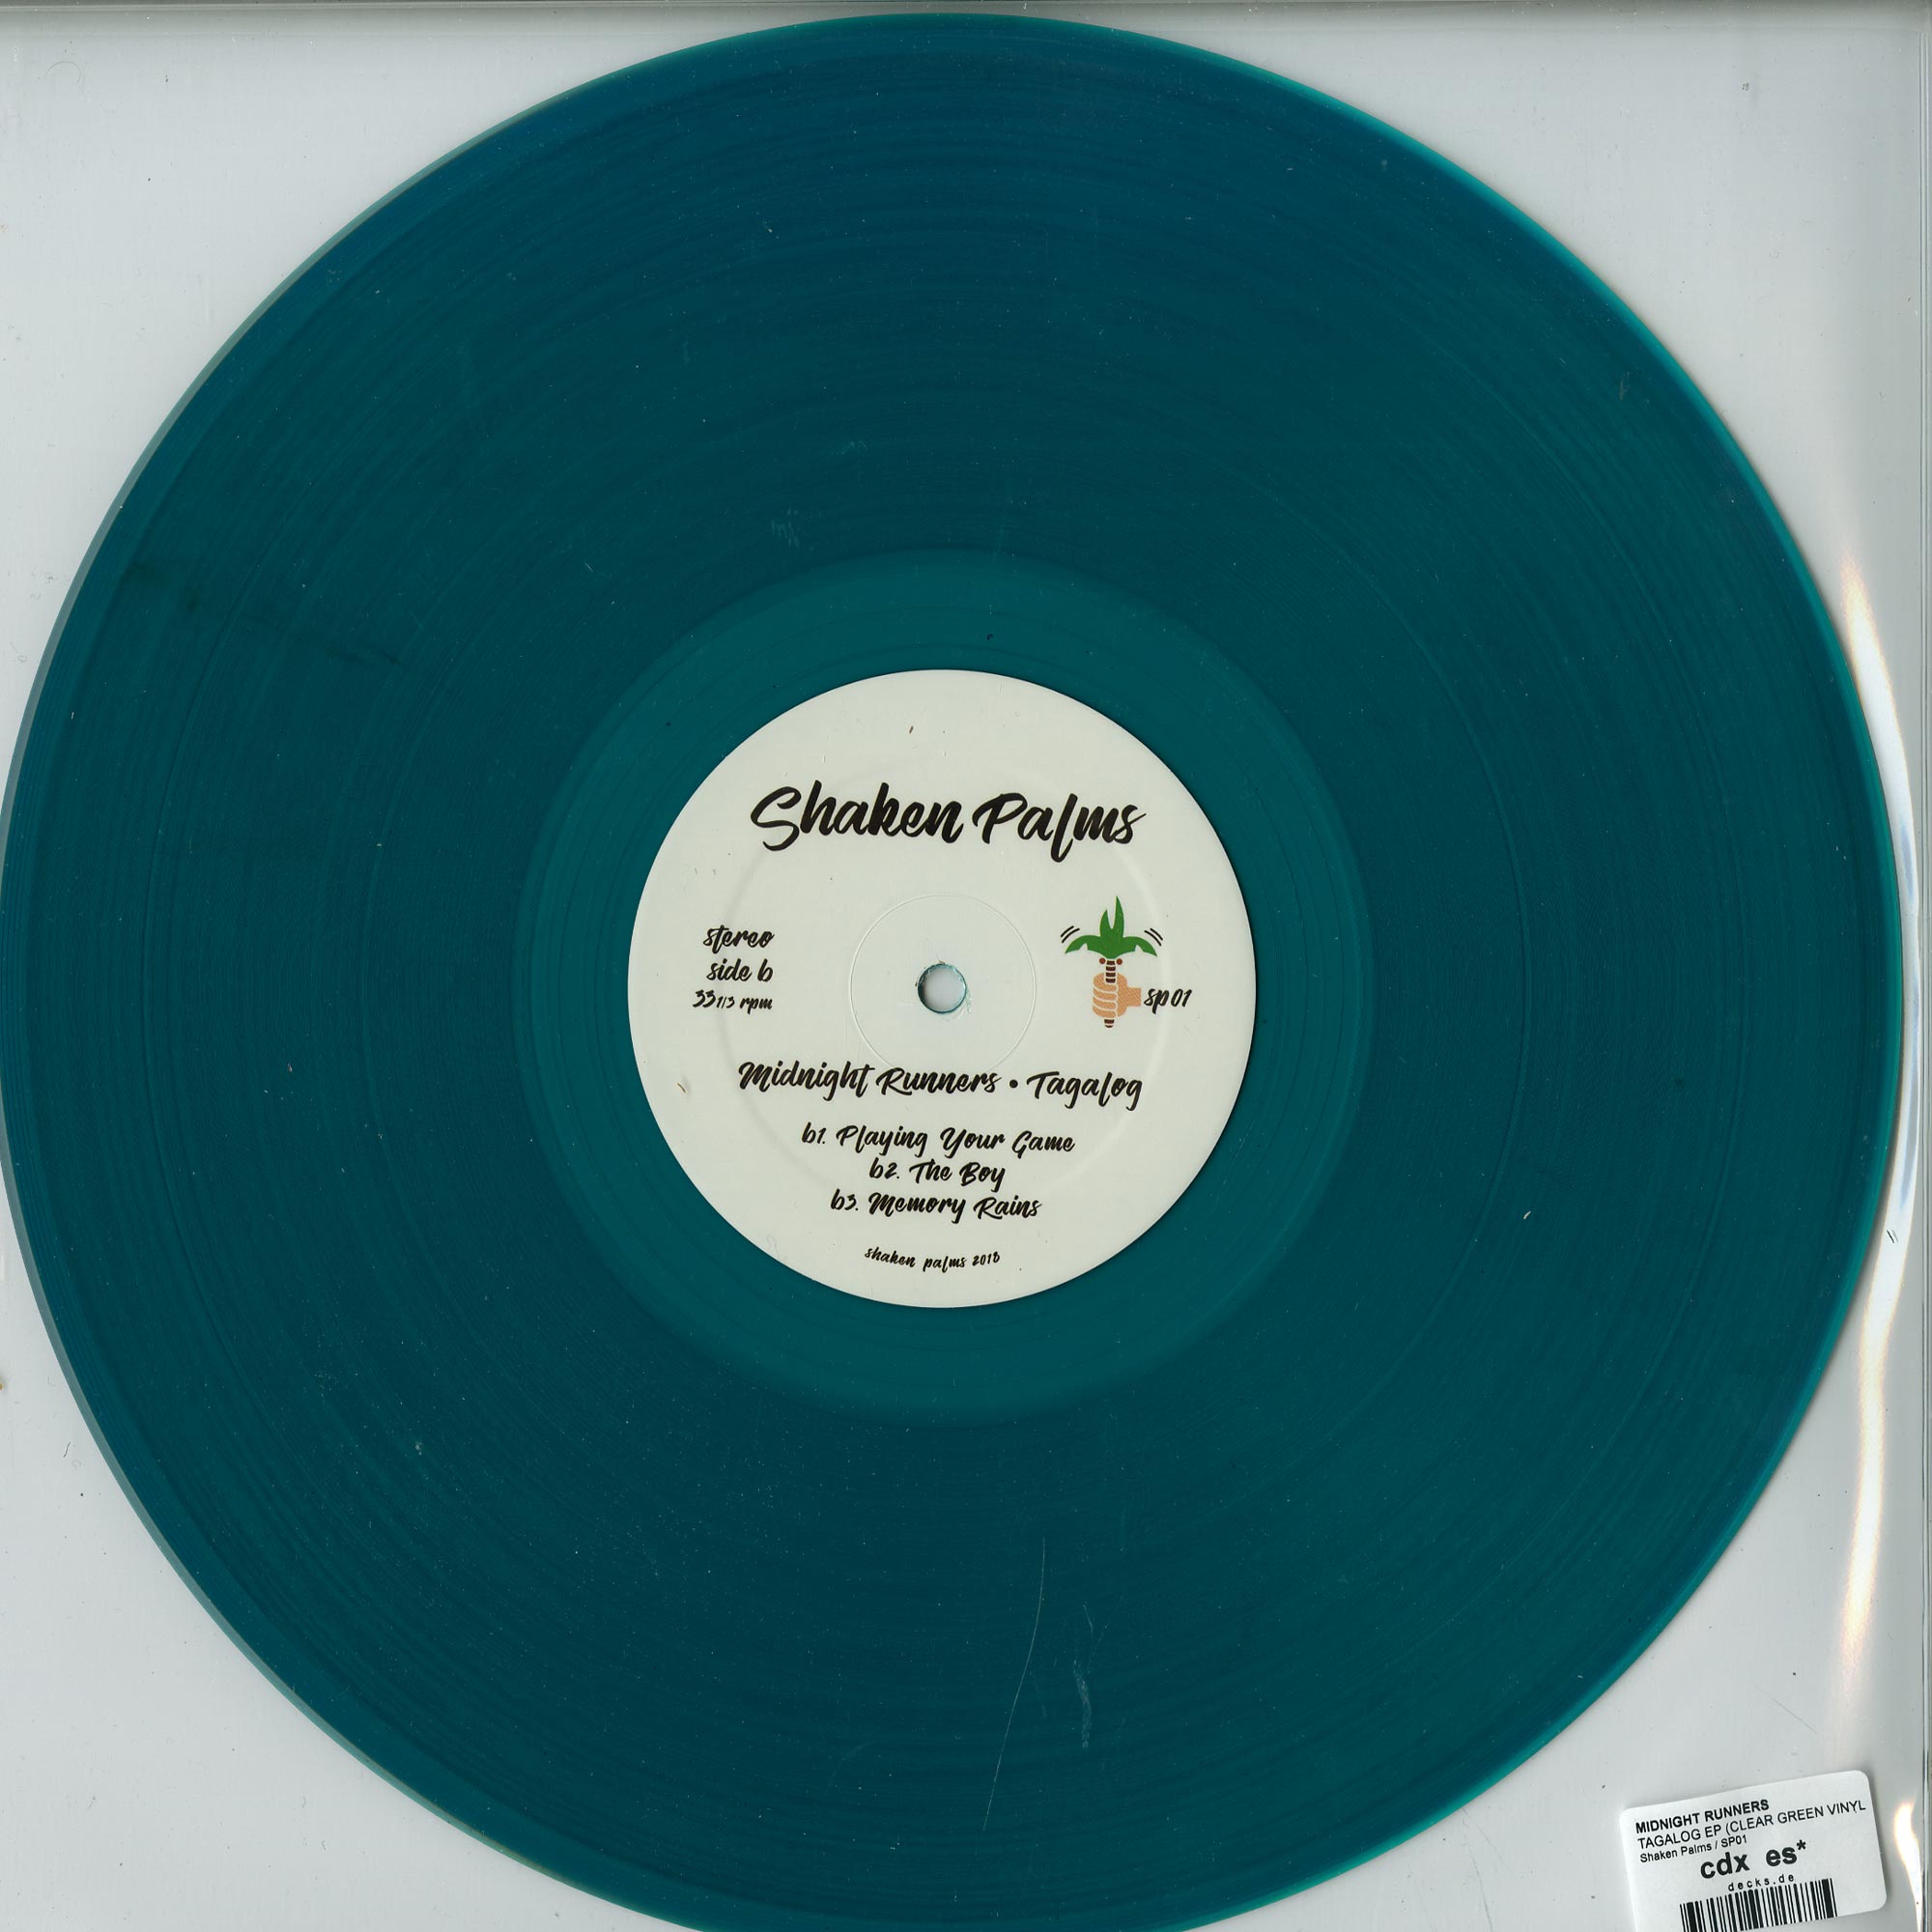 Shaken Palms
stereo
side b
33 1/3 rpm
sp01
Midnight Runners • Tagalog
b1. Playing Your Game
b2. The Boy
b3. Memory Rains
shaken palms 2018
MIDNIGHT RUNNERS
TAGALOG EP (CLEAR GREEN VINYL
Shaken Palms / SP01
cdx es*
decks.de